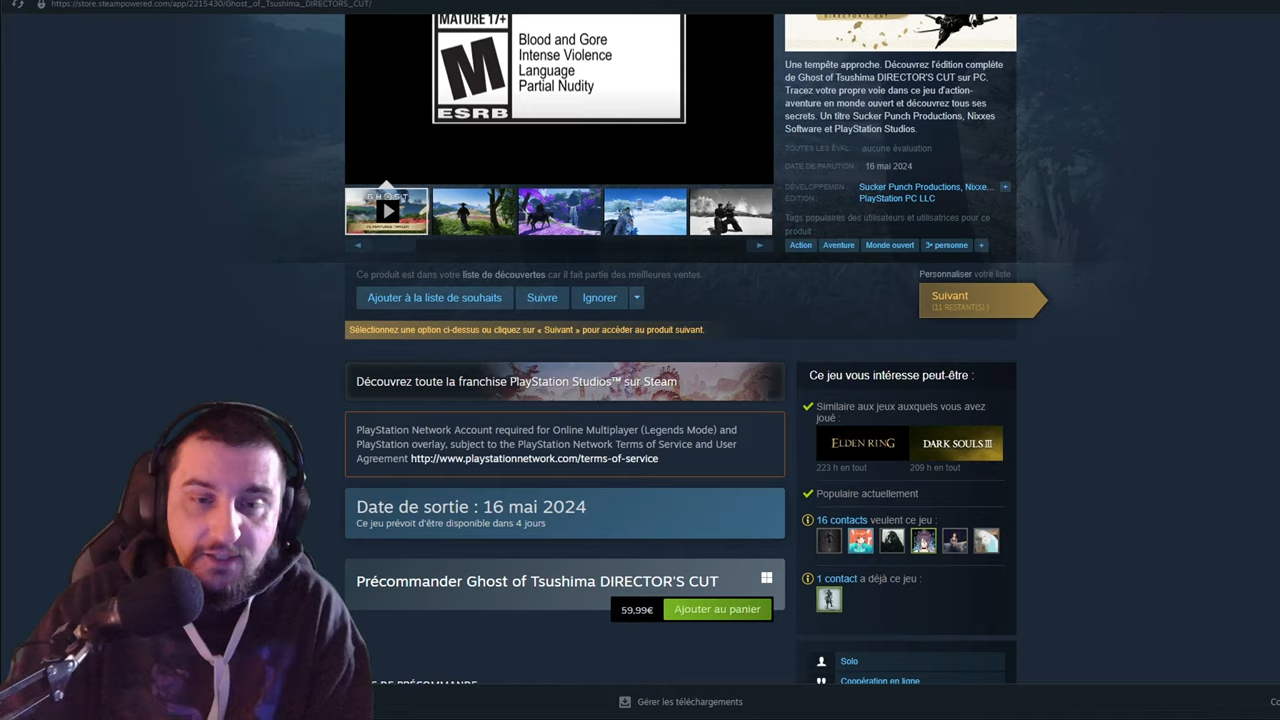 https://store.steampowered.com/app/2215430/Ghost_of_Tsushima_DIRECTORS_CUT/
MATURE 17+
M
ESRB
Blood and Gore
Intense Violence
Language
Partial Nudity
DIRECTOR'S CUT
Une tempête approche. Découvrez l'édition complète
de Ghost of Tsushima DIRECTOR'S CUT sur PC.
Tracez votre propre voie dans ce jeu d'action-
aventure en monde ouvert et découvrez tous ses
secrets. Un titre Sucker Punch Productions, Nixxes
Software et PlayStation Studios.
TOUTES LES ÉVAL. : aucune évaluation
DATE DE PARUTION : 16 mai 2024
DÉVELOPPEMEN. : Sucker Punch Productions, Nixxe... +
ÉDITION : PlayStation PC LLC
Tags populaires des utilisateurs et utilisatrices pour ce
produit :
Action Aventure Monde ouvert 3ᵉ personne +
GHOST
Ce produit est dans votre liste de découvertes car il fait partie des meilleures ventes.
Ajouter à la liste de souhaits Suivre Ignorer
Personnaliser votre liste
Suivant
(11 RESTANT(S) )
Sélectionnez une option ci-dessus ou cliquez sur « Suivant » pour accéder au produit suivant.
Découvrez toute la franchise PlayStation Studios™ sur Steam
PlayStation Network Account required for Online Multiplayer (Legends Mode) and
PlayStation overlay, subject to the PlayStation Network Terms of Service and User
Agreement http://www.playstationnetwork.com/terms-of-service
Date de sortie : 16 mai 2024
Ce jeu prévoit d'être disponible dans 4 jours
Précommander Ghost of Tsushima DIRECTOR'S CUT
59,99€ Ajouter au panier
DE PRÉCOMMANDE
Ce jeu vous intéresse peut-être :
Similaire aux jeux auxquels vous avez
joué :
ELDEN RING DARK SOULS III
223 h en tout 209 h en tout
Populaire actuellement
16 contacts veulent ce jeu :
1 contact a déjà ce jeu :
Solo
Coopération en ligne
Gérer les téléchargements